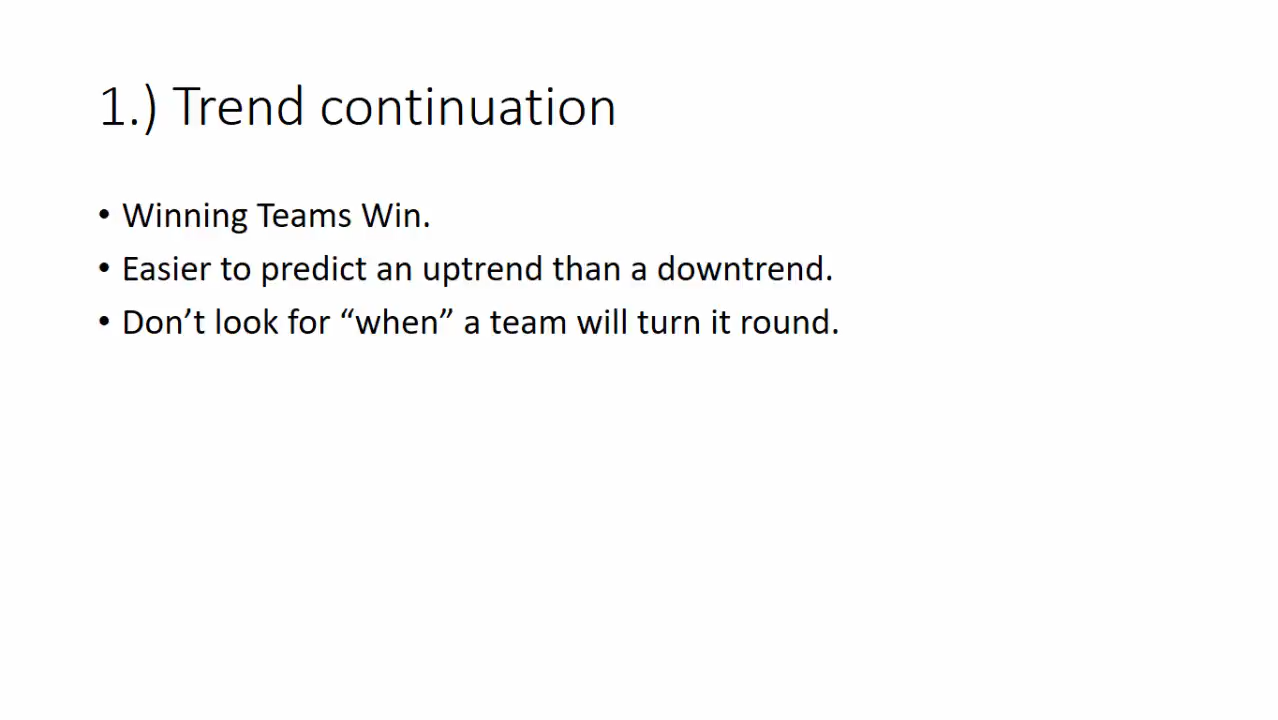 1.) Trend continuation
• Winning Teams Win.
• Easier to predict an uptrend than a downtrend.
• Don’t look for “when” a team will turn it round.